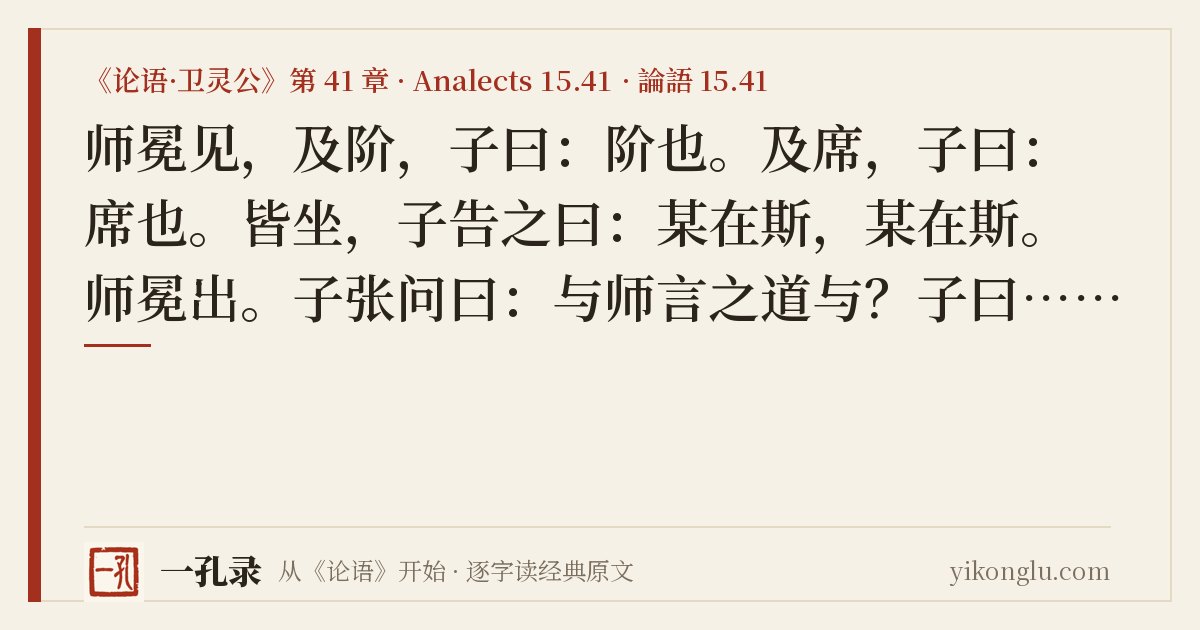 《论语·卫灵公》第 41 章 · Analects 15.41 · 論語 15.41
师冕见，及阶，子曰：阶也。及席，子曰：
席也。皆坐，子告之曰：某在斯，某在斯。
师冕出。子张问曰：与师言之道与？子曰……
一孔
一孔录 从《论语》开始 · 逐字读经典原文 yikonglu.com